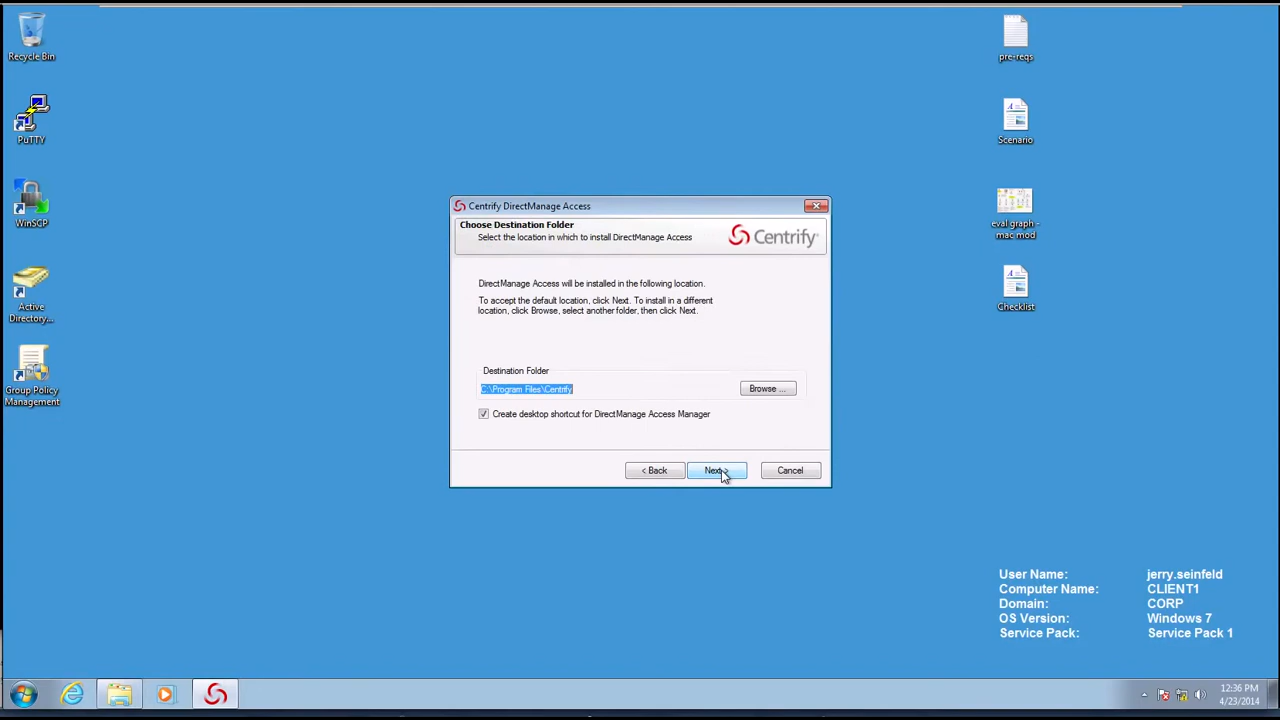 Recycle Bin
PuTTY
WinSCP
Active
Directory...
Group Policy
Management
pre-reqs
Scenario
eval graph -
mac mod
Checklist
Centrify DirectManage Access
Choose Destination Folder
Select the location in which to install DirectManage Access
Centrify
DirectManage Access will be installed in the following location.
To accept the default location, click Next. To install in a different
location, click Browse, select another folder, then click Next.
Destination Folder
C:\Program Files\Centrify
Browse ...
Create desktop shortcut for DirectManage Access Manager
< Back
Next >
Cancel
User Name: jerry.seinfeld
Computer Name: CLIENT1
Domain: CORP
OS Version: Windows 7
Service Pack: Service Pack 1
12:36 PM
4/23/2014